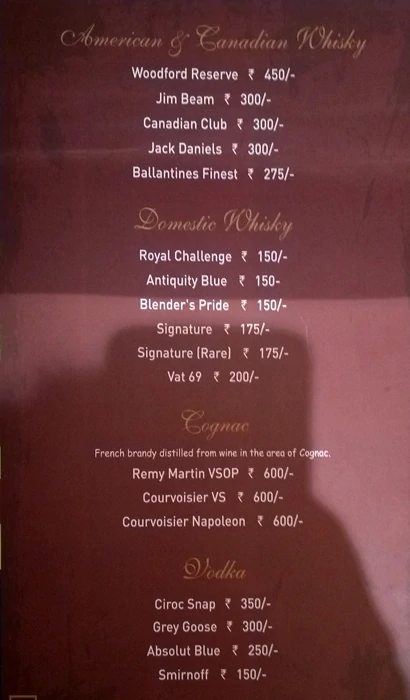 American & Canadian Whisky
Woodford Reserve ₹ 450/-
Jim Beam ₹ 300/-
Canadian Club ₹ 300/-
Jack Daniels ₹ 300/-
Ballantines Finest ₹ 275/-
Domestic Whisky
Royal Challenge ₹ 150/-
Antiquity Blue ₹ 150-
Blender's Pride ₹ 150/-
Signature ₹ 175/-
Signature (Rare) ₹ 175/-
Vat 69 ₹ 200/-
Cognac
French brandy distilled from wine in the area of Cognac.
Remy Martin VSOP ₹ 600/-
Courvoisier VS ₹ 600/-
Courvoisier Napoleon ₹ 600/-
Vodka
Ciroc Snap ₹ 350/-
Grey Goose ₹ 300/-
Absolut Blue ₹ 250/-
Smirnoff ₹ 150/-